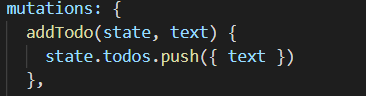 mutations: {
  addTodo(state, text) {
    state.todos.push({ text })
  },